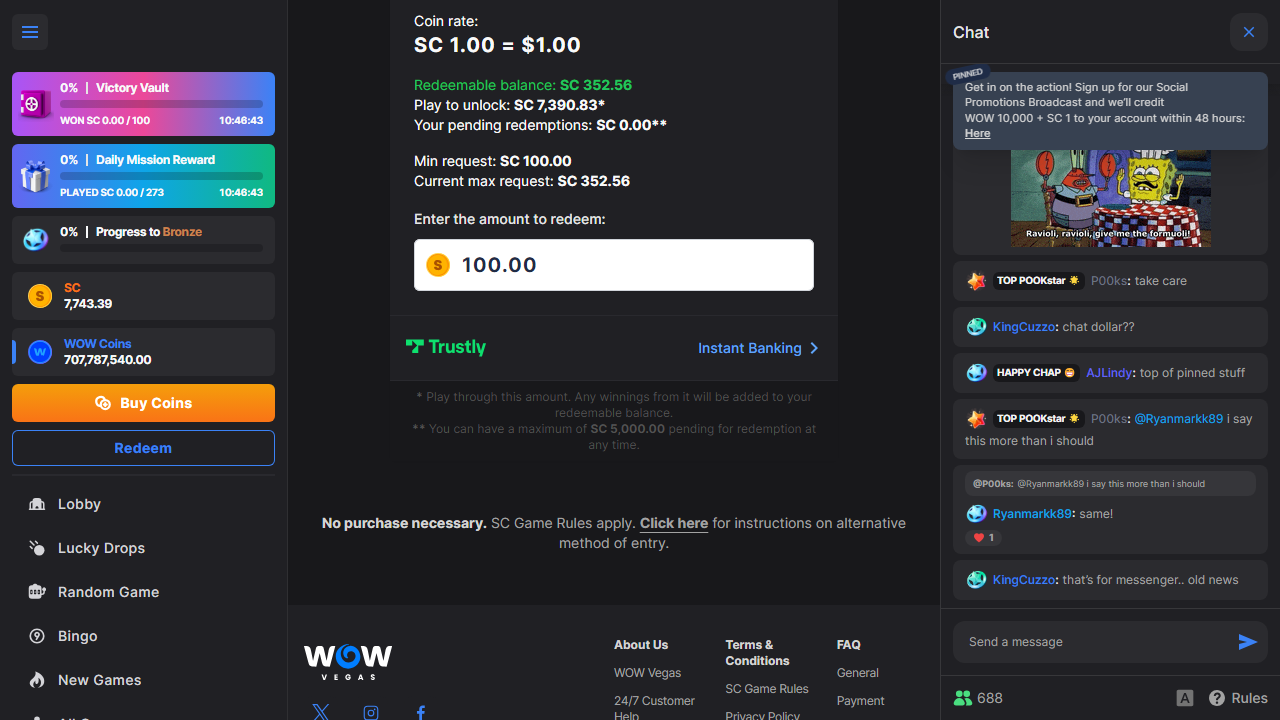 0% | Victory Vault
WON SC 0.00 / 100 10:46:43
0% | Daily Mission Reward
PLAYED SC 0.00 / 273 10:46:43
0% | Progress to Bronze
S
SC
7,743.39
W
WOW Coins
707,787,540.00
Buy Coins
Redeem
Lobby
Lucky Drops
Random Game
Bingo
New Games
Coin rate:
SC 1.00 = $1.00
Redeemable balance: SC 352.56
Play to unlock: SC 7,390.83*
Your pending redemptions: SC 0.00**
Min request: SC 100.00
Current max request: SC 352.56
Enter the amount to redeem:
S 100.00
Trustly Instant Banking
* Play through this amount. Any winnings from it will be added to your
redeemable balance.
** You can have a maximum of SC 5,000.00 pending for redemption at
any time.
No purchase necessary. SC Game Rules apply. Click here for instructions on alternative
method of entry.
WOW
VEGAS
About Us
WOW Vegas
24/7 Customer
Help
Terms &
Conditions
SC Game Rules
Privacy Policy
FAQ
General
Payment
Chat
PINNED
Get in on the action! Sign up for our Social
Promotions Broadcast and we'll credit
WOW 10,000 + SC 1 to your account within 48 hours:
Here
Ravioli, ravioli, give me the formuoli!
TOP POOKstar 🌟 P00ks: take care
KingCuzzo: chat dollar??
HAPPY CHAP 😁 AJLindy: top of pinned stuff
TOP POOKstar 🌟 P00ks: @Ryanmarkk89 i say
this more than i should
@P00ks: @Ryanmarkk89 i say this more than i should
Ryanmarkk89: same!
❤️ 1
KingCuzzo: that's for messenger.. old news
Send a message
688 A ? Rules